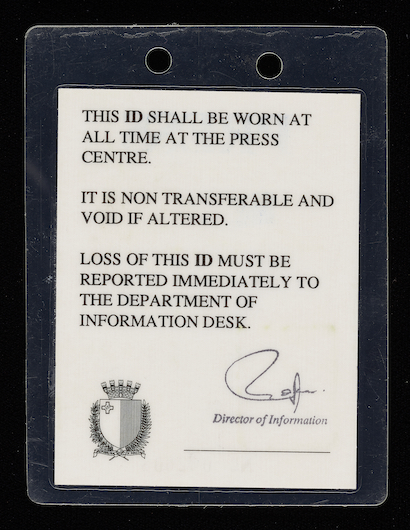 THIS ID SHALL BE WORN AT
ALL TIME AT THE PRESS
CENTRE.
IT IS NON TRANSFERABLE AND
VOID IF ALTERED.
LOSS OF THIS ID MUST BE
REPORTED IMMEDIATELY TO
THE DEPARTMENT OF
INFORMATION DESK.
Director of Information